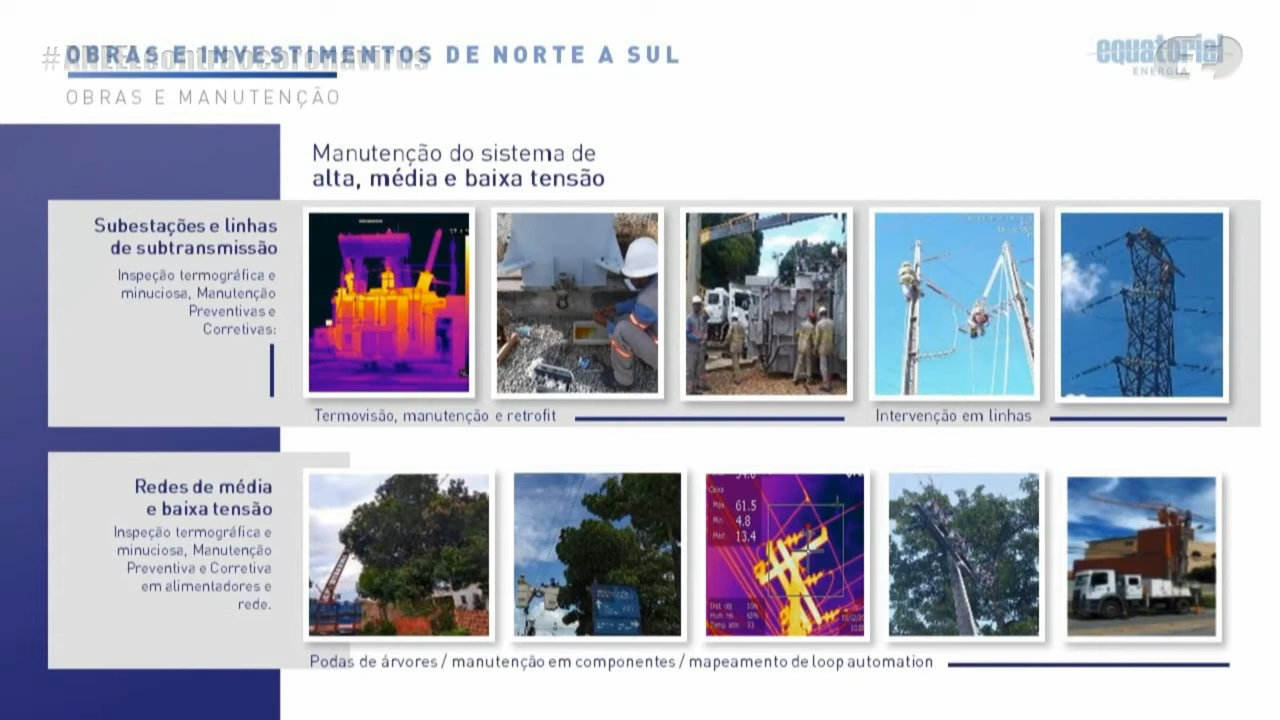 OBRAS E INVESTIMENTOS DE NORTE A SUL
#ANEELcontraocoronavirus
equatorial
ENERGIA
OBRAS E MANUTENÇÃO
Manutenção do sistema de
alta, média e baixa tensão
Subestações e linhas
de subtransmissão
Inspeção termográfica e
minuciosa, Manutenção
Preventivas e
Corretivas:
Termovisão, manutenção e retrofit
Intervenção em linhas
Redes de média
e baixa tensão
Inspeção termográfica e
minuciosa, Manutenção
Preventiva e Corretiva
em alimentadores e
rede.
Máx 61.5
Min 4.8
Méd 13.4
Podas de árvores / manutenção em componentes / mapeamento de loop automation